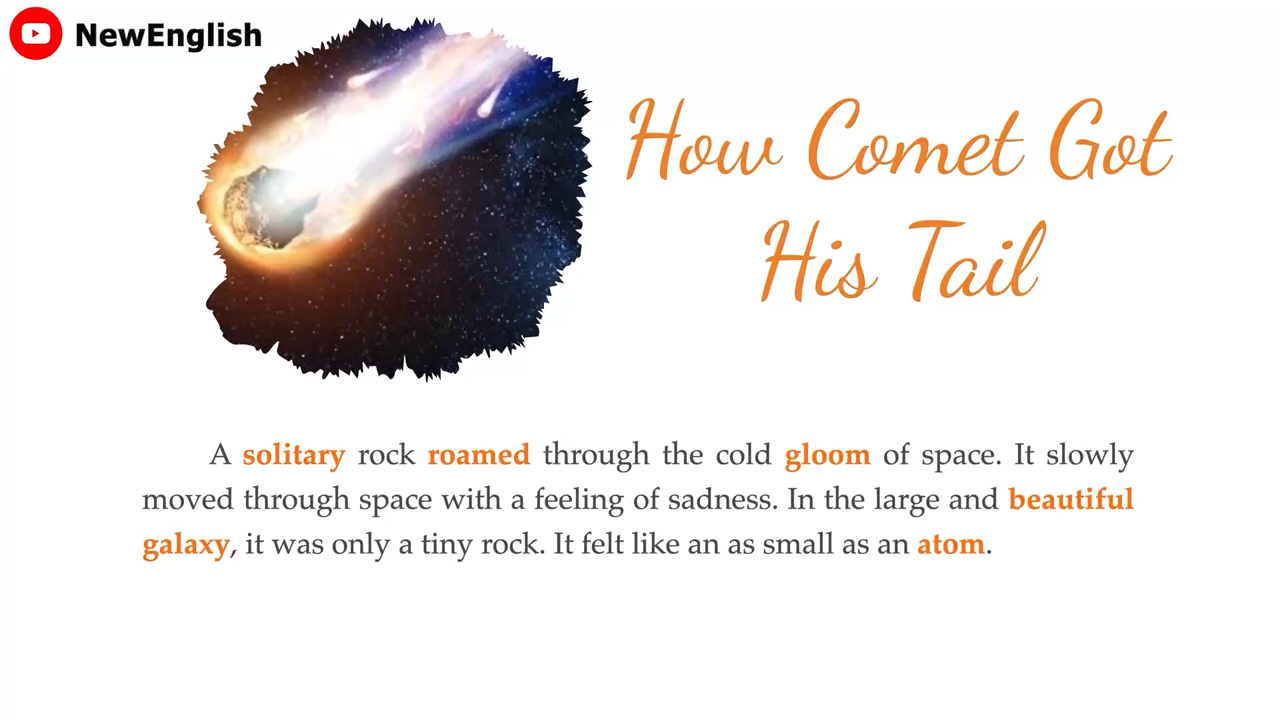 NewEnglish
How Comet Got
His Tail
A solitary rock roamed through the cold gloom of space. It slowly
moved through space with a feeling of sadness. In the large and beautiful
galaxy, it was only a tiny rock. It felt like an as small as an atom.